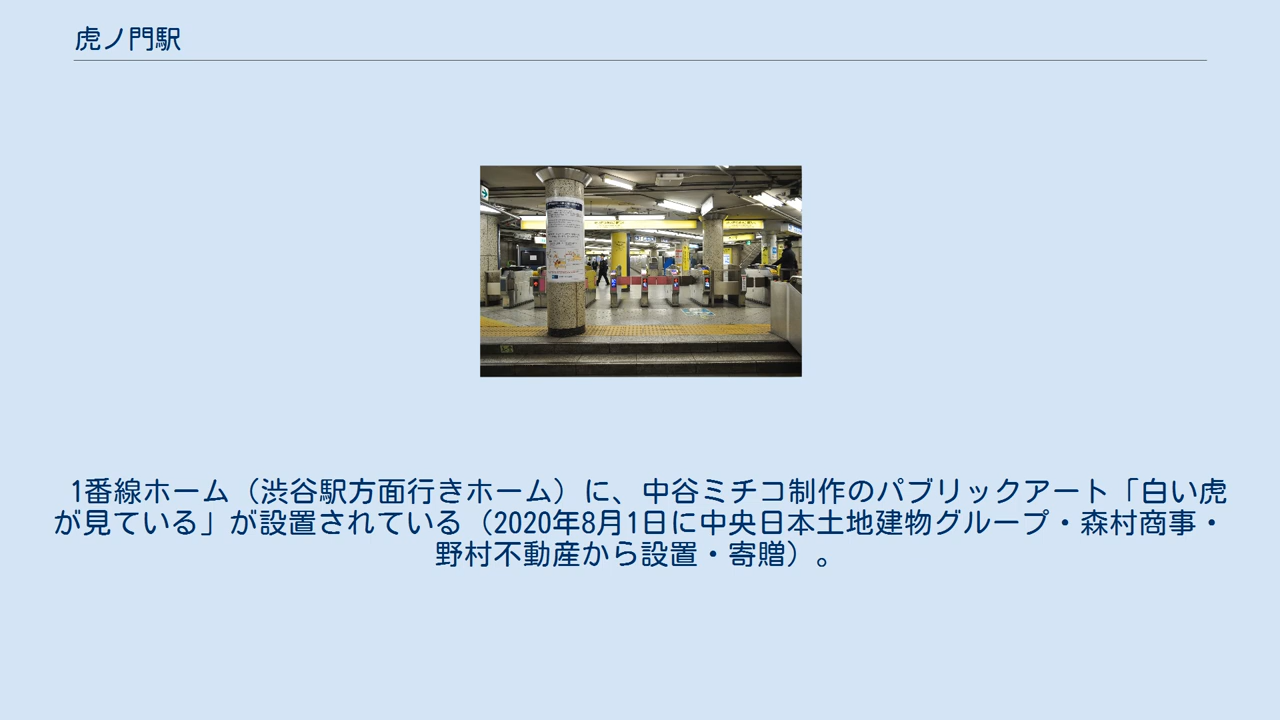 虎ノ門駅
1番線ホーム（渋谷駅方面行きホーム）に、中谷ミチコ制作のパブリックアート「白い虎
が見ている」が設置されている（2020年8月1日に中央日本土地建物グループ・森村商事・
野村不動産から設置・寄贈）。